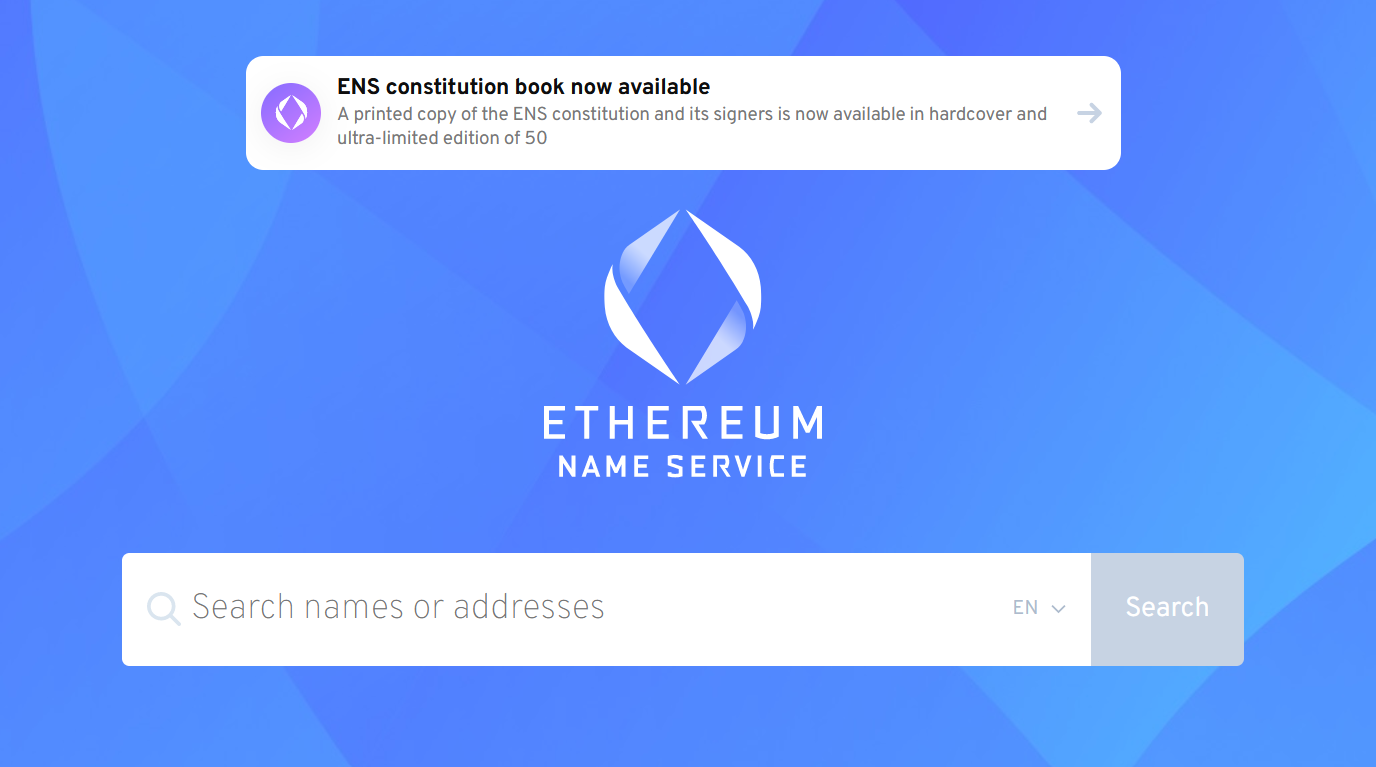 ENS constitution book now available
A printed copy of the ENS constitution and its signers is now available in hardcover and
ultra-limited edition of 50
ETHEREUM
NAME SERVICE
Search names or addresses
EN
Search